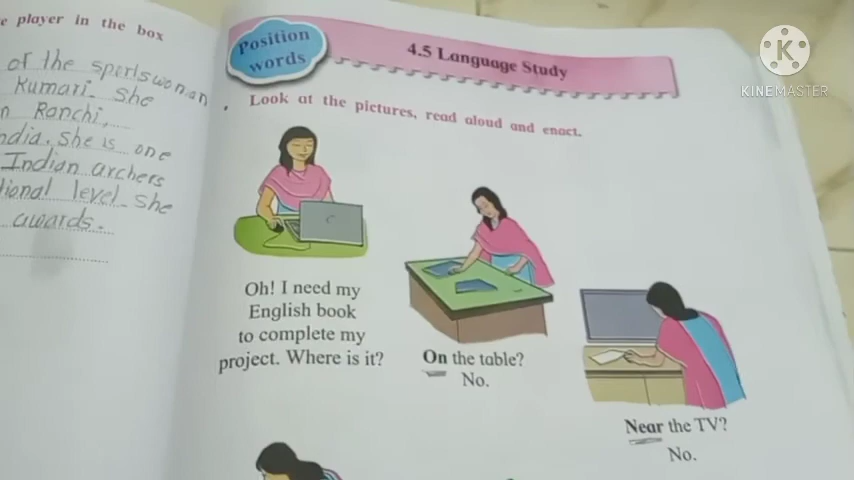 e player in the box
of the sportswoman
Kumari. She
n Ranchi,
ndia. She is one
Indian archers
tional level. She
awards.
Position
words
4.5 Language Study
Look at the pictures, read aloud and enact.
Oh! I need my
English book
to complete my
project. Where is it?
On the table?
No.
Near the TV?
No.
KINEMASTER